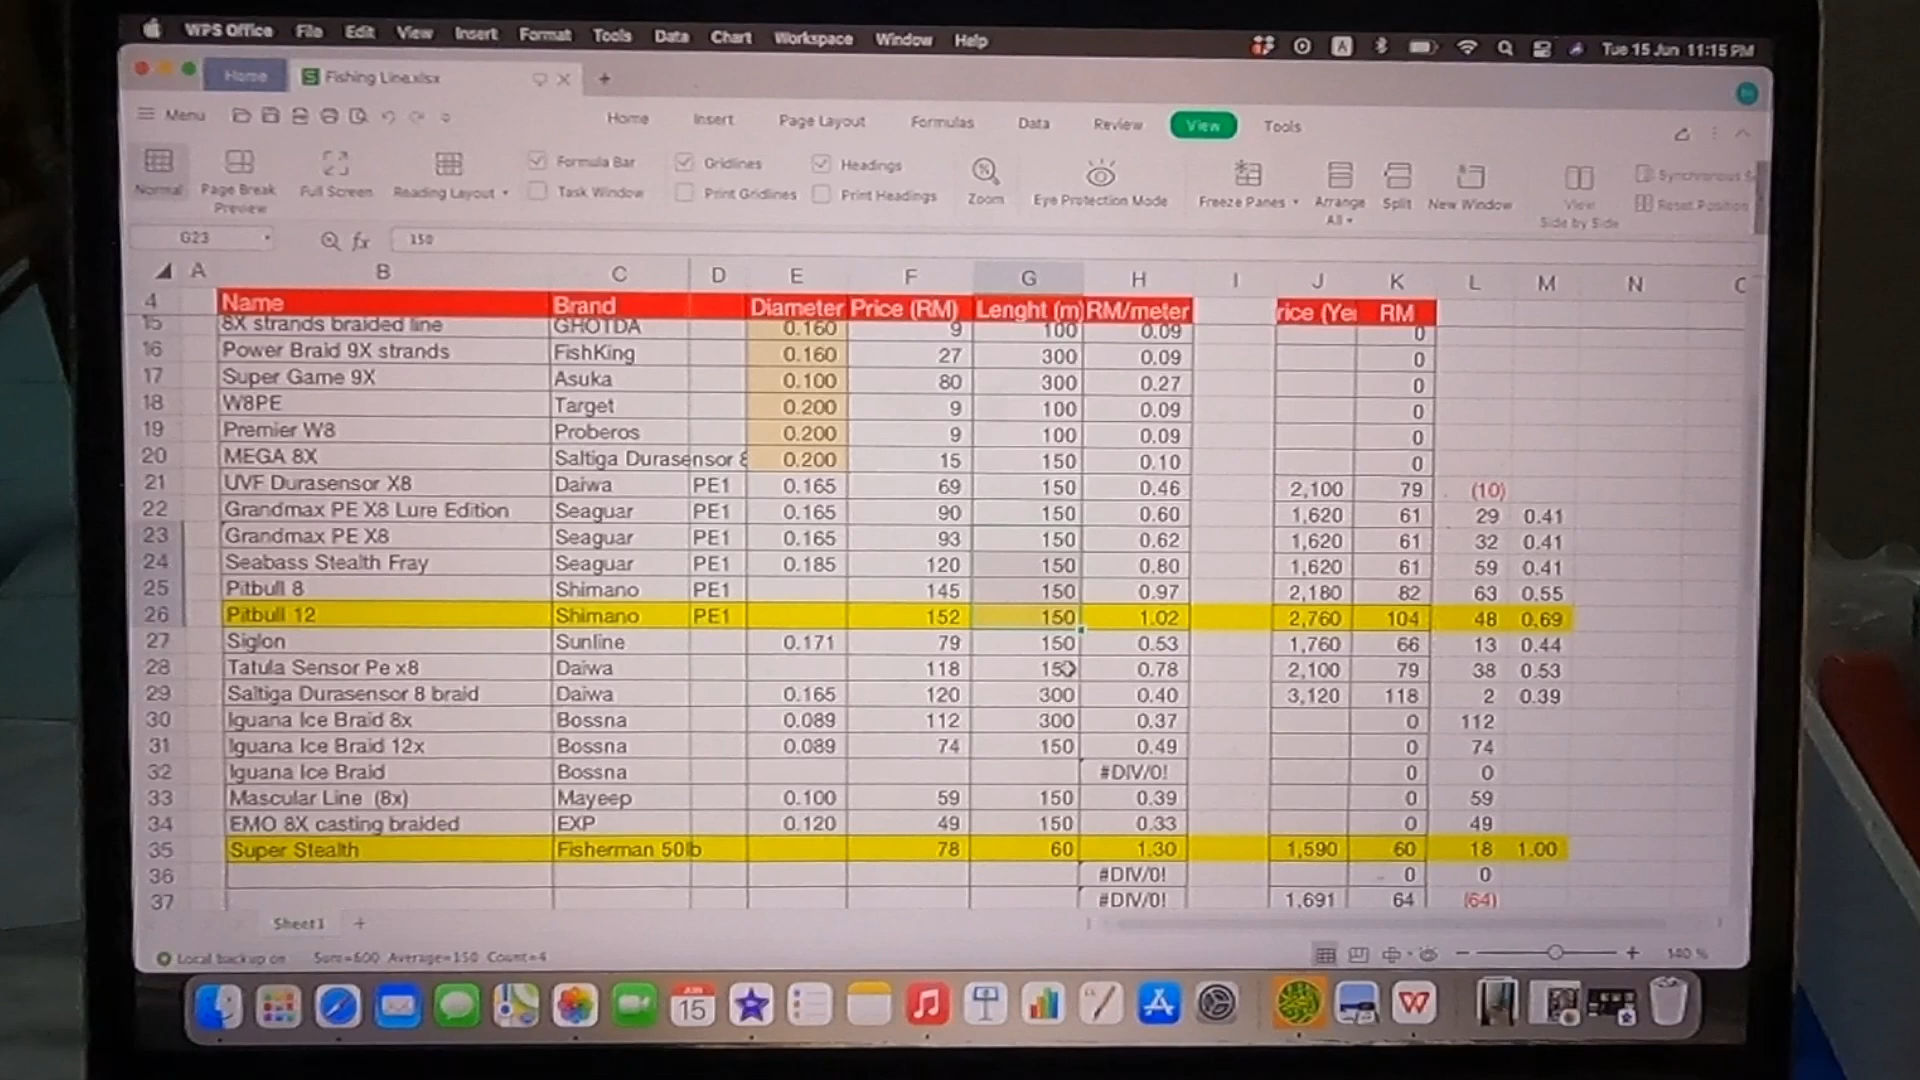 WPS Office File Edit View Insert Format Tools Data Chart Workspace Window Help Tue 15 Jun 11:15 PM
Home Fishing Line.xlsx
Menu Home Insert Page Layout Formulas Data Review View Tools
Formula Bar Gridlines Headings
Normal Page Break Preview Full Screen Reading Layout Task Window Print Gridlines Print Headings Zoom Eye Protection Mode Freeze Panes Arrange All Split New Window View Side by Side Reset Position
G23 fx 150
A B C D E F G H I J K L M N
4 Name Brand Diameter Price (RM) Lenght (m) RM/meter rice (Ye RM
15 8X strands braided line GHOTDA 0.160 9 100 0.09 0
16 Power Braid 9X strands FishKing 0.160 27 300 0.09 0
17 Super Game 9X Asuka 0.100 80 300 0.27 0
18 W8PE Target 0.200 9 100 0.09 0
19 Premier W8 Proberos 0.200 9 100 0.09 0
20 MEGA 8X Saltiga Durasensor 8 0.200 15 150 0.10 0
21 UVF Durasensor X8 Daiwa PE1 0.165 69 150 0.46 2,100 79 (10)
22 Grandmax PE X8 Lure Edition Seaguar PE1 0.165 90 150 0.60 1,620 61 29 0.41
23 Grandmax PE X8 Seaguar PE1 0.165 93 150 0.62 1,620 61 32 0.41
24 Seabass Stealth Fray Seaguar PE1 0.185 120 150 0.80 1,620 61 59 0.41
25 Pitbull 8 Shimano PE1 145 150 0.97 2,180 82 63 0.55
26 Pitbull 12 Shimano PE1 152 150 1.02 2,760 104 48 0.69
27 Siglon Sunline 0.171 79 150 0.53 1,760 66 13 0.44
28 Tatula Sensor Pe x8 Daiwa 118 150 0.78 2,100 79 38 0.53
29 Saltiga Durasensor 8 braid Daiwa 0.165 120 300 0.40 3,120 118 2 0.39
30 Iguana Ice Braid 8x Bossna 0.089 112 300 0.37 0 112
31 Iguana Ice Braid 12x Bossna 0.089 74 150 0.49 0 74
32 Iguana Ice Braid Bossna #DIV/0! 0 0
33 Mascular Line (8x) Mayeep 0.100 59 150 0.39 0 59
34 EMO 8X casting braided EXP 0.120 49 150 0.33 0 49
35 Super Stealth Fisherman 50lb 78 60 1.30 1,590 60 18 1.00
36 #DIV/0! 0 0
37 #DIV/0! 1,691 64 (64)
Sheet1
Local backup on Sum=600 Average=150 Count=4 140 %
JUN
15